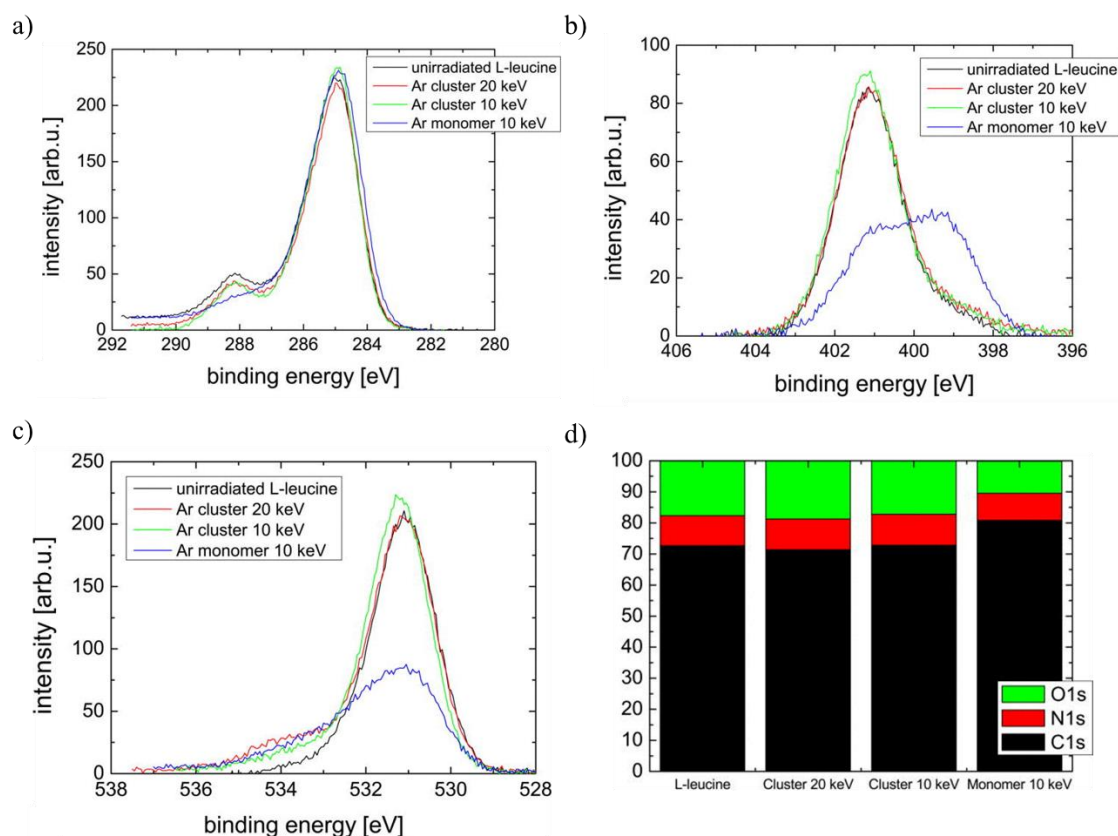 a)
250
200
150
100
50
0
intensity [arb.u.]
unirradiated L-leucine
Ar cluster 20 keV
Ar cluster 10 keV
Ar monomer 10 keV
292 290 288 286 284 282 280
binding energy [eV]
b)
100
80
60
40
20
0
intensity [arb.u.]
unirradiated L-leucine
Ar cluster 20 keV
Ar cluster 10 keV
Ar monomer 10 keV
406 404 402 400 398 396
binding energy [eV]
c)
250
200
150
100
50
0
intensity [arb.u.]
unirradiated L-leucine
Ar cluster 20 keV
Ar cluster 10 keV
Ar monomer 10 keV
538 536 534 532 530 528
binding energy [eV]
d)
100
90
80
70
60
50
40
30
20
10
0
O1s
N1s
C1s
L-leucine Cluster 20 keV Cluster 10 keV Monomer 10 keV